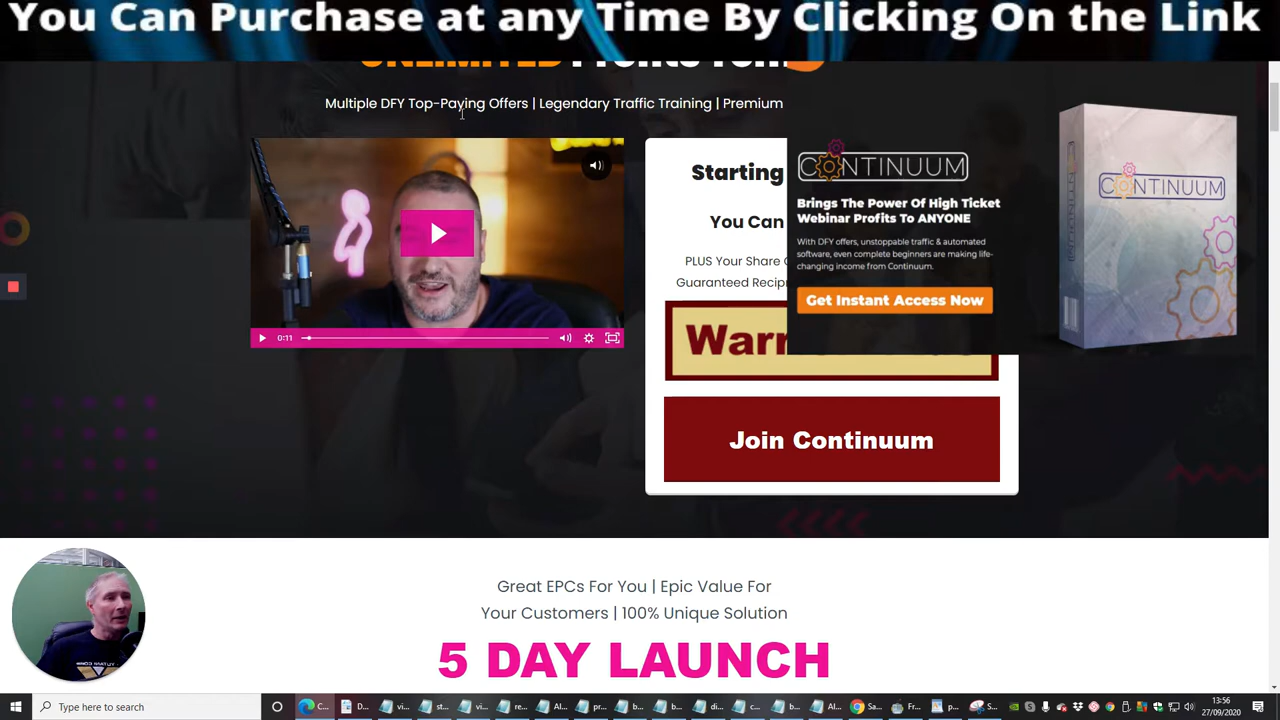 You Can Purchase at any Time By Clicking On the Link
UNLIMITED
Multiple DFY Top-Paying Offers | Legendary Traffic Training | Premium
0:11
Starting
You Can
PLUS Your Share
Guaranteed
CONTINUUM
Brings The Power Of High Ticket
Webinar Profits To ANYONE
With DFY offers, unstoppable traffic & automated
software, even complete beginners are making life-
changing income from Continuum.
Get Instant Access Now
CONTINUUM
Join Continuum
Great EPCs For You | Epic Value For
Your Customers | 100% Unique Solution
5 DAY LAUNCH
Type here to search
13:56
27/09/2020